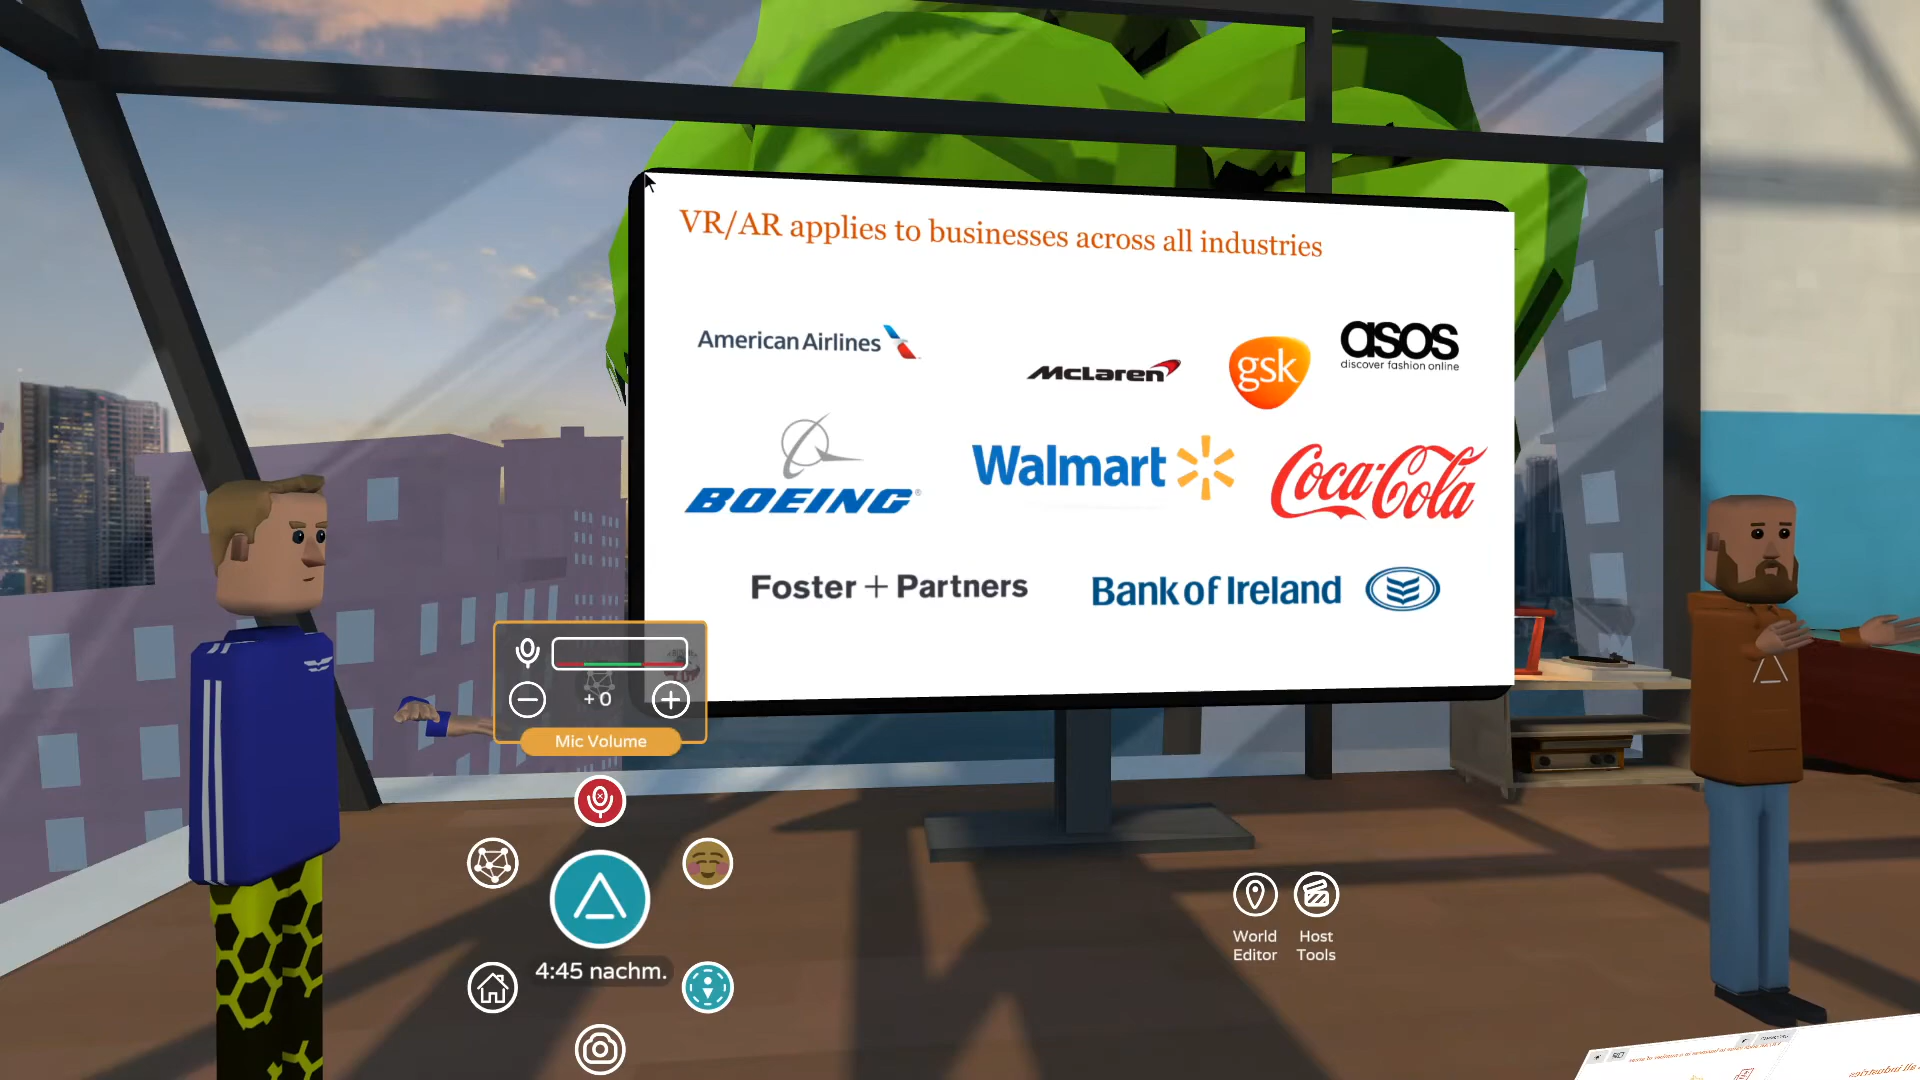 VR/AR applies to businesses across all industries
American Airlines
McLaren
gsk
asos
discover fashion online
BOEING
Walmart
Coca-Cola
Foster + Partners
Bank of Ireland
+ 0
Mic Volume
4:45 nachm.
World
Editor
Host
Tools